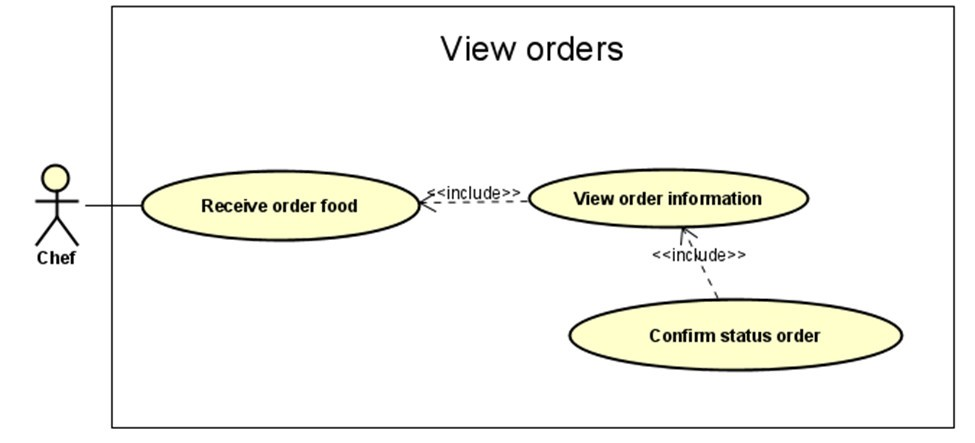 View orders
Receive order food
<<include>>
View order information
<<include>>
Chef
Confirm status order